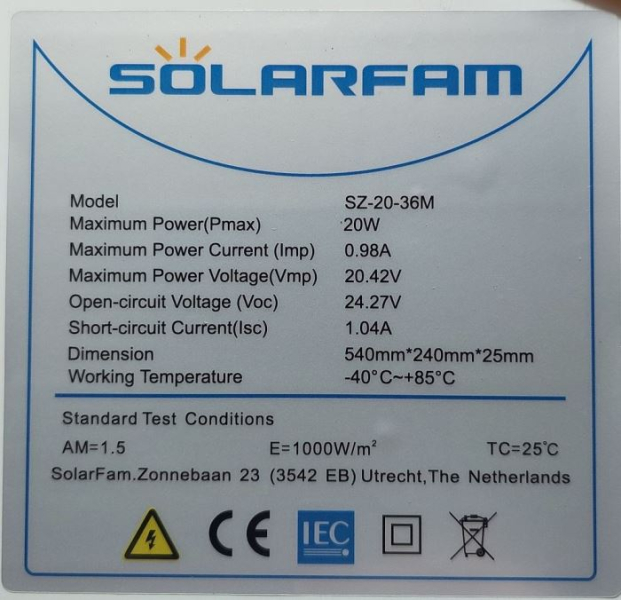 SOLARFAM
Model SZ-20-36M
Maximum Power(Pmax) 20W
Maximum Power Current (Imp) 0.98A
Maximum Power Voltage(Vmp) 20.42V
Open-circuit Voltage (Voc) 24.27V
Short-circuit Current(Isc) 1.04A
Dimension 540mm*240mm*25mm
Working Temperature -40°C~+85°C
Standard Test Conditions
AM=1.5 E=1000W/m² TC=25℃
SolarFam.Zonnebaan 23 (3542 EB) Utrecht,The Netherlands
CE IEC